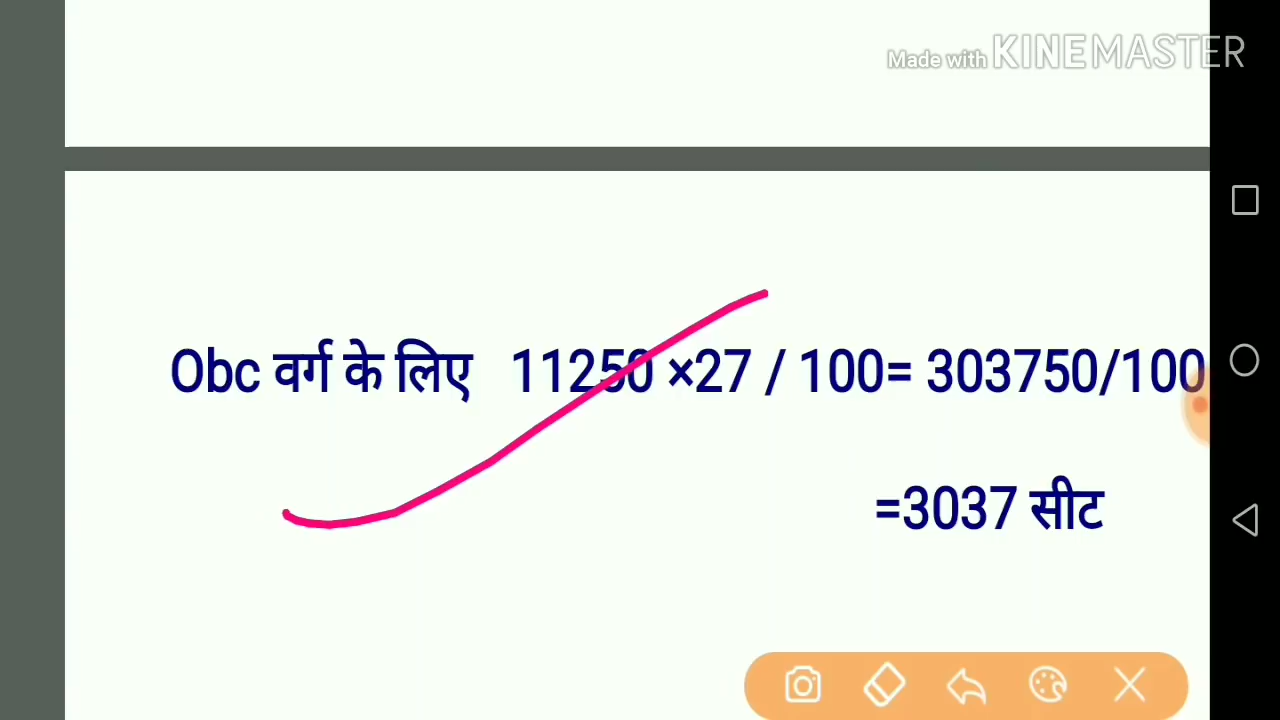 Made with KINEMASTER
Obc वर्ग के लिए 11250 ×27 / 100= 303750/100
=3037 सीट